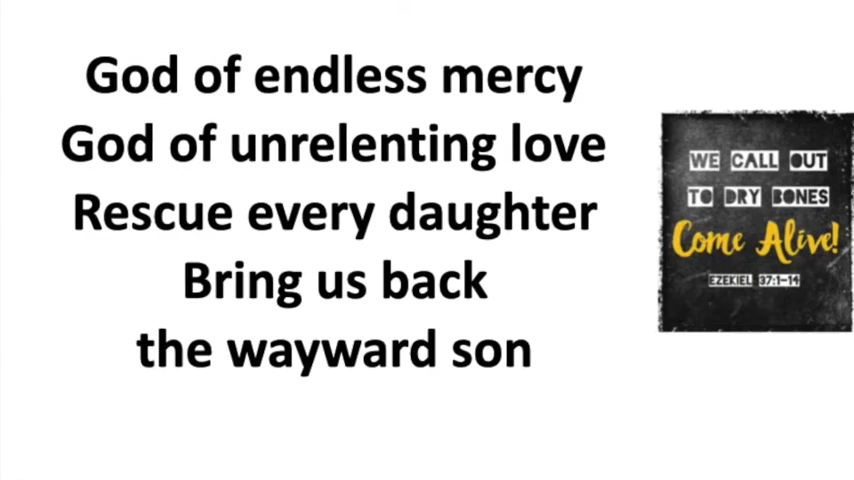 God of endless mercy
God of unrelenting love
Rescue every daughter
Bring us back
the wayward son
WE CALL OUT
TO DRY BONES
Come Alive!
EZEKIEL 37:1-14